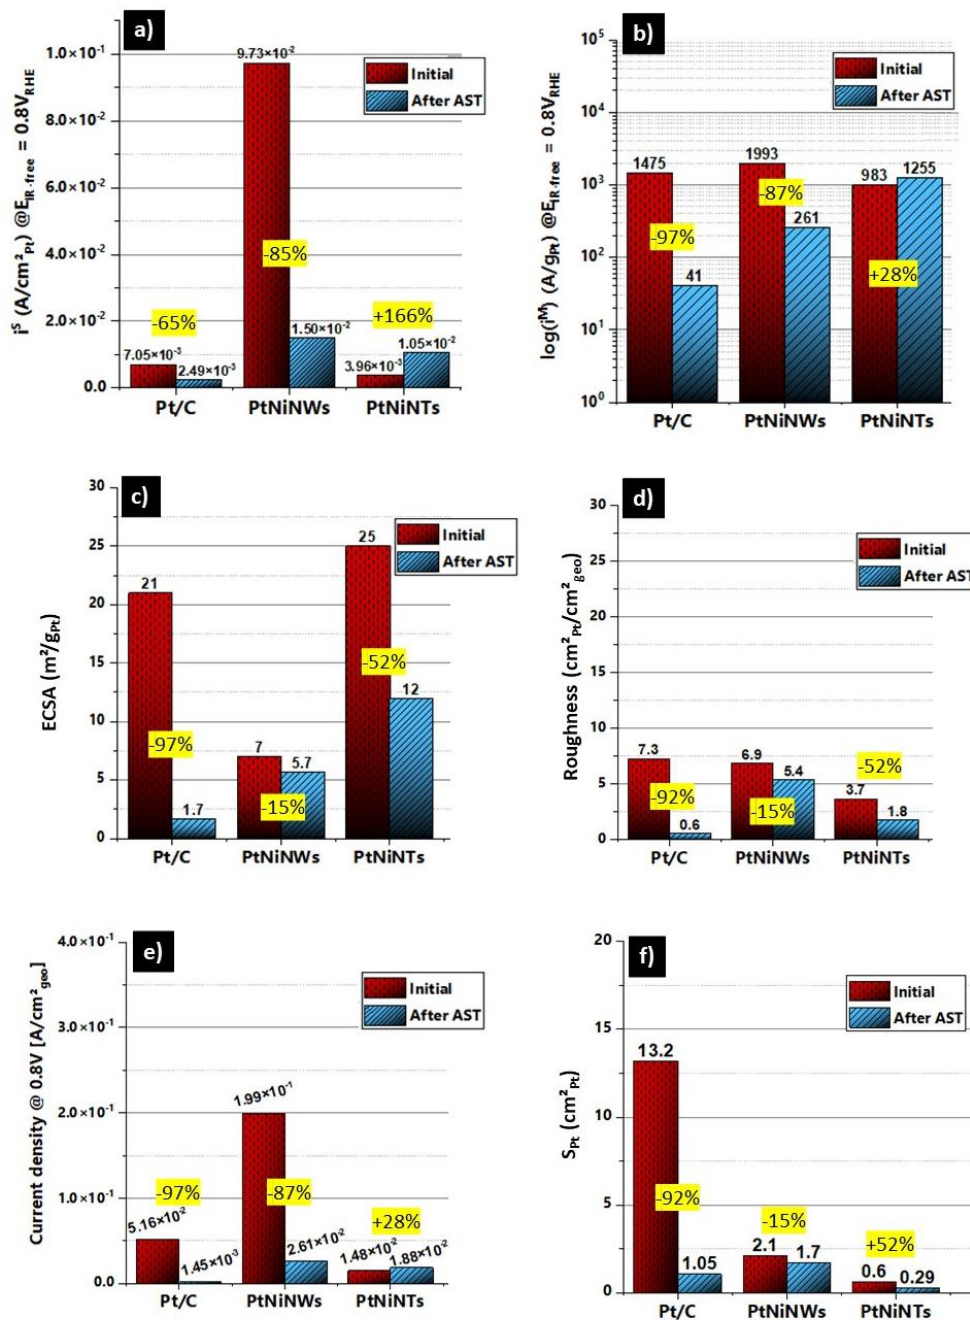 a)
1.0×10⁻¹
8.0×10⁻²
6.0×10⁻²
4.0×10⁻²
2.0×10⁻²
0.0
iˢ (A/cm²Pt) @E_IR-free = 0.8V_RHE
Initial
After AST
9.73×10⁻²
-85%
-65%
+166%
7.05×10⁻³
2.49×10⁻³
1.50×10⁻²
3.96×10⁻³
1.05×10⁻²
Pt/C PtNiNWs PtNiNTs
b)
10⁵
10⁴
10³
10²
10¹
10⁰
log(iᴹ) (A/gPt) @E_IR-free = 0.8V_RHE
Initial
After AST
1475 1993 983 1255
-87%
-97%
261
+28%
41
Pt/C PtNiNWs PtNiNTs
c)
30
25
20
15
10
5
0
ECSA (m²/gPt)
Initial
After AST
25
21
-52%
12
-97%
7 5.7
-15%
1.7
Pt/C PtNiNWs PtNiNTs
d)
30
25
20
15
10
5
0
Roughness (cm²Pt/cm²geo)
Initial
After AST
7.3 6.9 -52%
5.4
3.7
-92% -15%
0.6 1.8
Pt/C PtNiNWs PtNiNTs
e)
4.0×10⁻¹
3.0×10⁻¹
2.0×10⁻¹
1.0×10⁻¹
0.0
Current density @ 0.8V [A/cm²geo]
Initial
After AST
1.99×10⁻¹
-97% -87%
+28%
5.16×10⁻²
1.45×10⁻³
2.61×10⁻²
1.48×10⁻²
1.88×10⁻²
Pt/C PtNiNWs PtNiNTs
f)
20
15
10
5
0
SPt (cm²Pt)
Initial
After AST
13.2
-92%
-15%
+52%
1.05
2.1 1.7
0.6 0.29
Pt/C PtNiNWs PtNiNTs